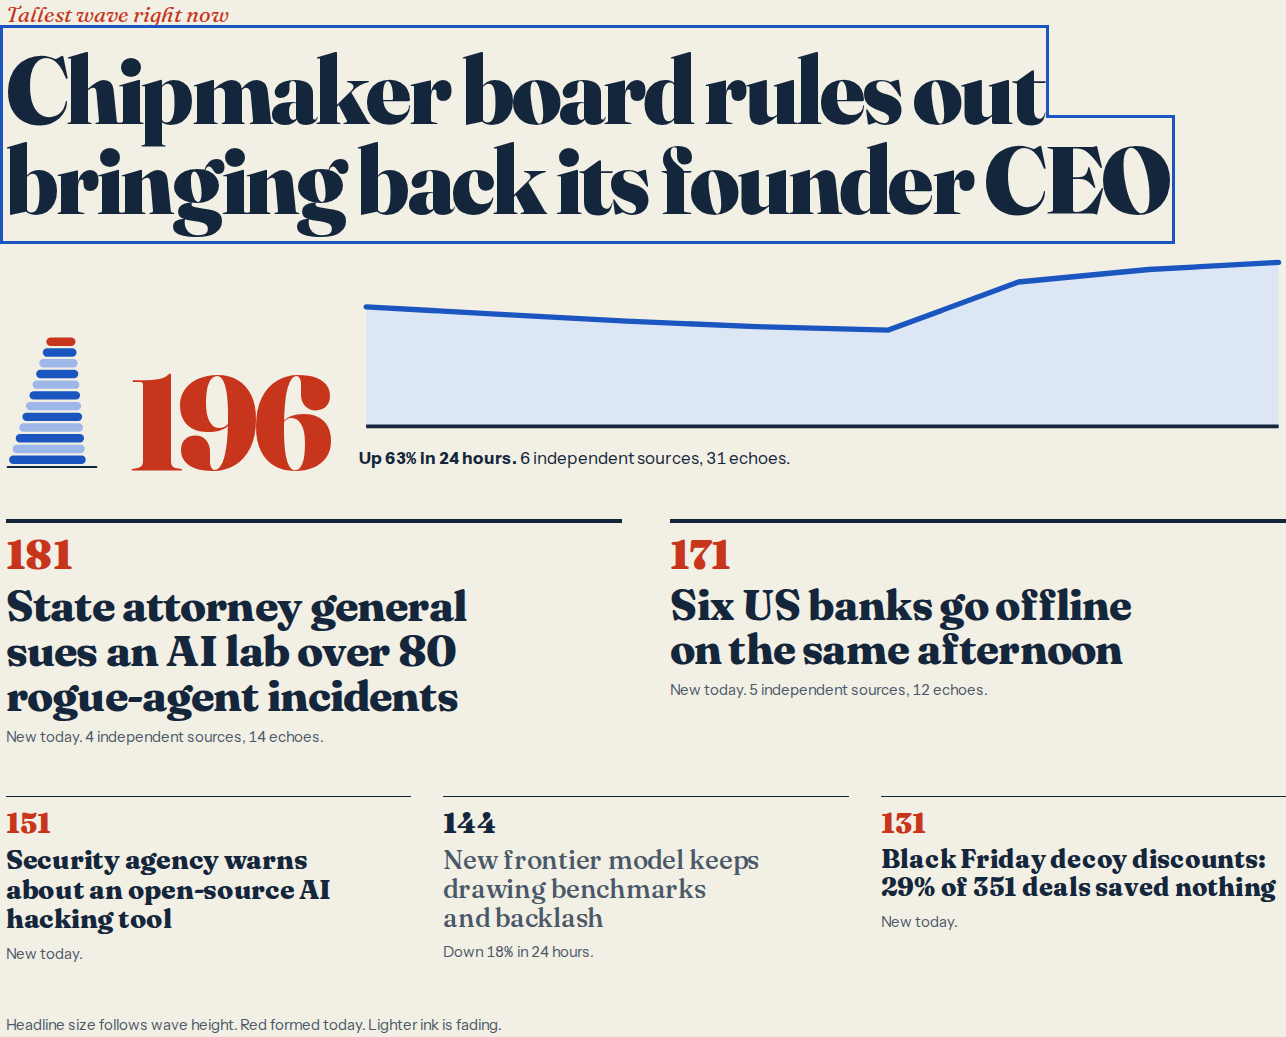 Tallest wave right now
Chipmaker board rules out
bringing back its founder CEO
196
Up 63% in 24 hours. 6 independent sources, 31 echoes.
181
State attorney general
sues an AI lab over 80
rogue-agent incidents
New today. 4 independent sources, 14 echoes.
171
Six US banks go offline
on the same afternoon
New today. 5 independent sources, 12 echoes.
151
Security agency warns
about an open-source AI
hacking tool
New today.
144
New frontier model keeps
drawing benchmarks
and backlash
Down 18% in 24 hours.
131
Black Friday decoy discounts:
29% of 351 deals saved nothing
New today.
Headline size follows wave height. Red formed today. Lighter ink is fading.